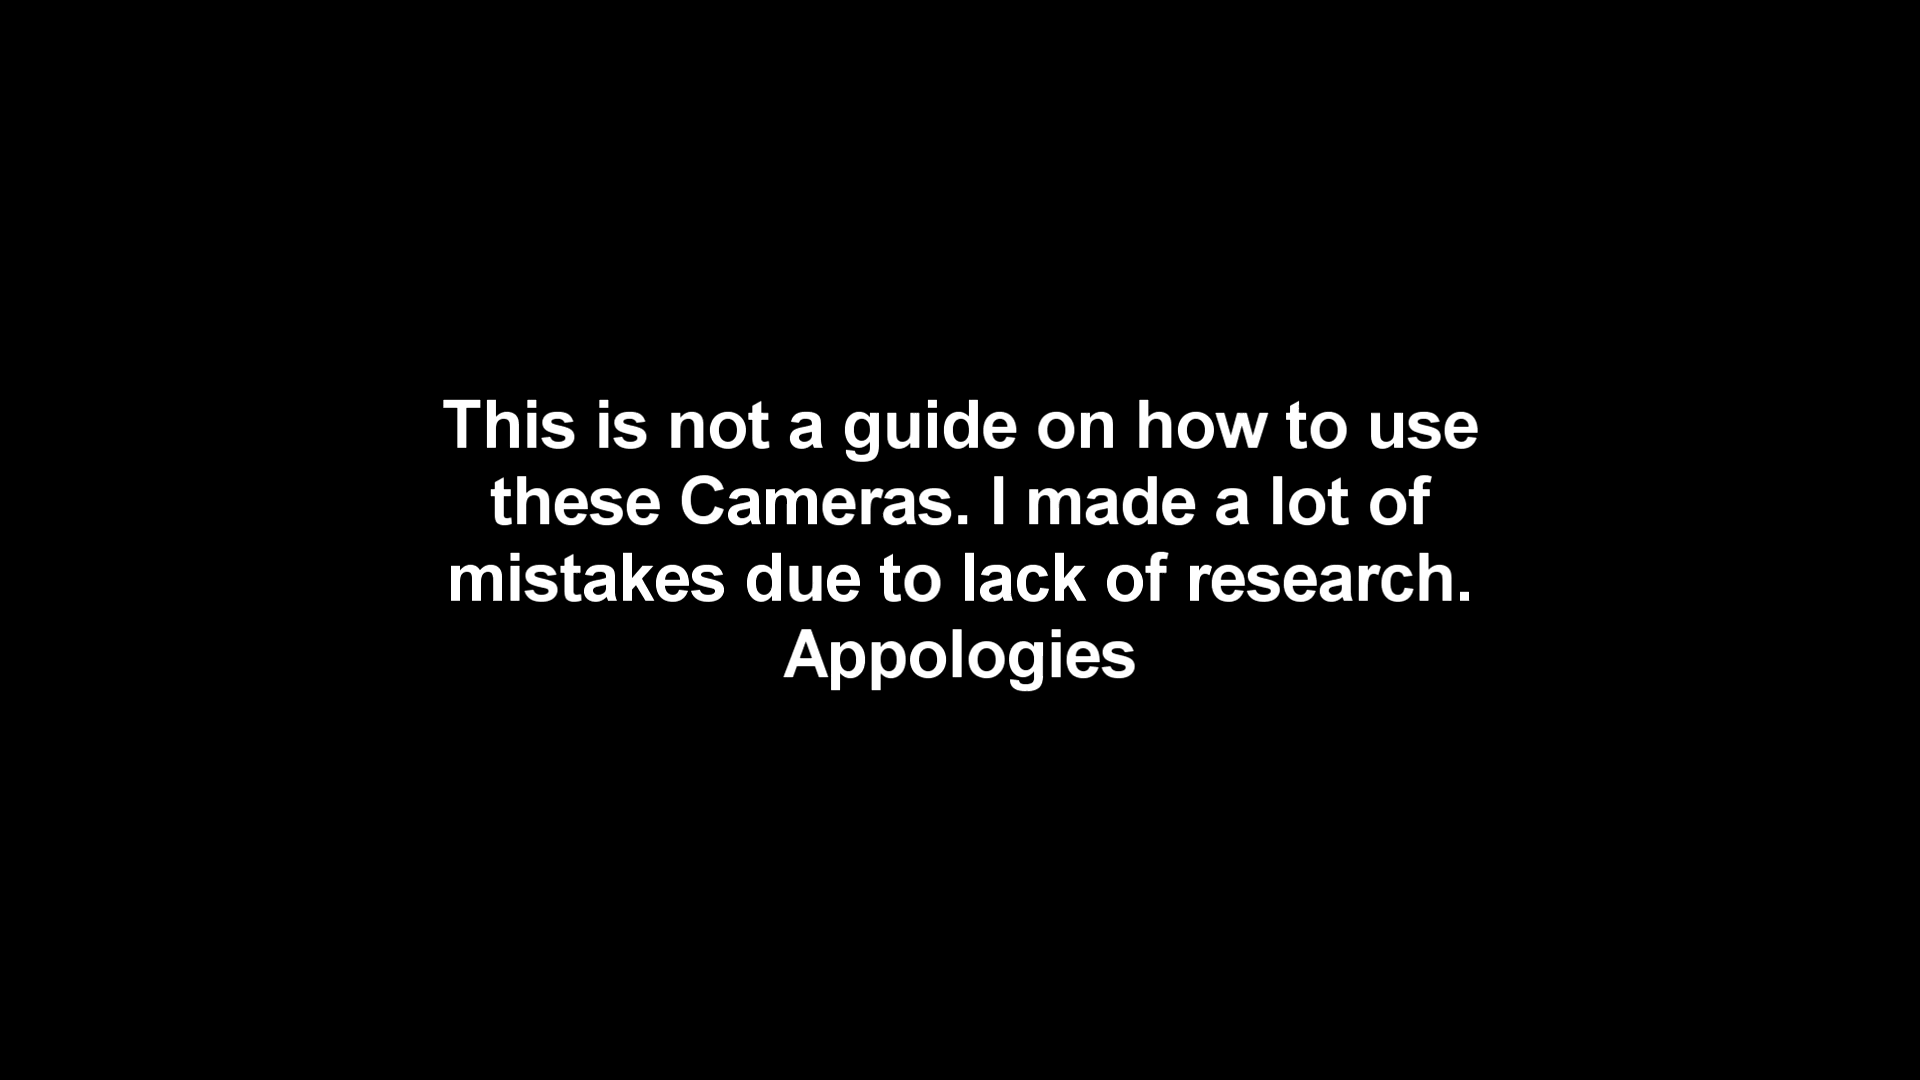 This is not a guide on how to use
these Cameras. I made a lot of
mistakes due to lack of research.
Appologies